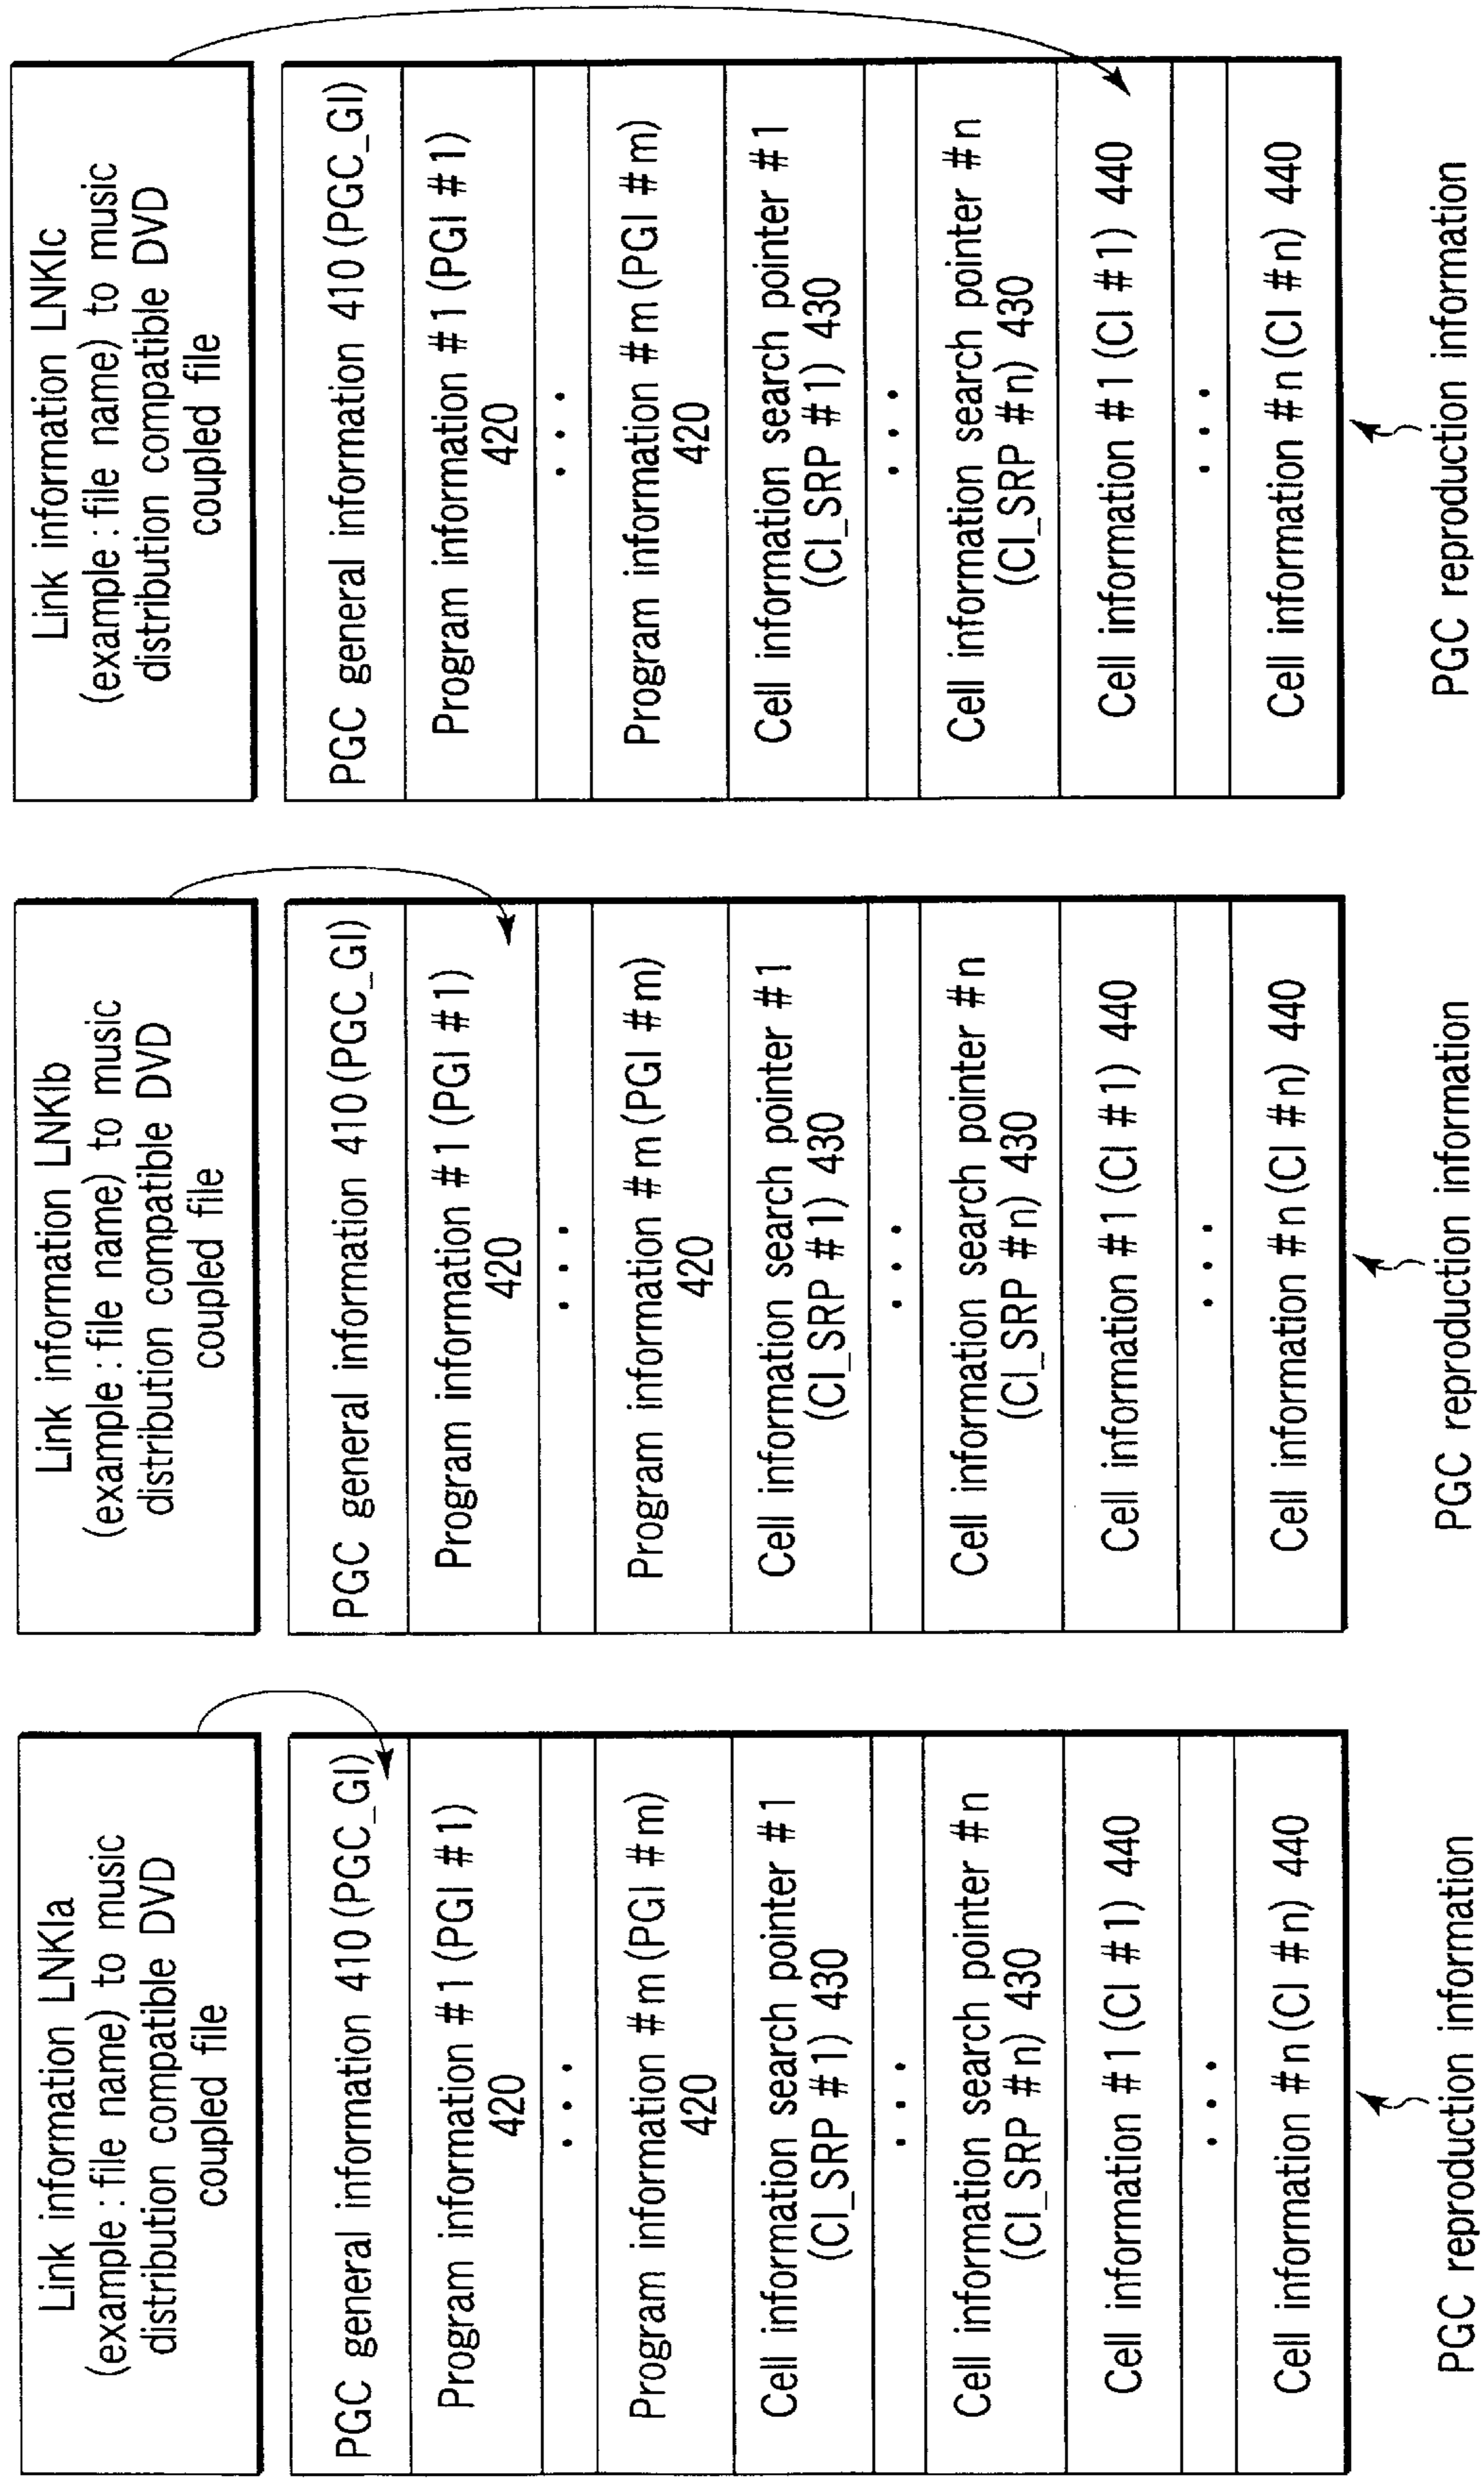 Link information LNKIa
(example : file name) to music
distribution compatible DVD
coupled file
PGC general information 410 (PGC_GI)
Program information #1 (PGI #1)
420
• • •
Program information #m (PGI #m)
420
Cell information search pointer #1
(CI_SRP #1) 430
• • •
Cell information search pointer #n
(CI_SRP #n) 430
Cell information #1 (CI #1) 440
• • •
Cell information #n (CI #n) 440
PGC reproduction information
Link information LNKIb
(example : file name) to music
distribution compatible DVD
coupled file
PGC general information 410 (PGC_GI)
Program information #1 (PGI #1)
420
• • •
Program information #m (PGI #m)
420
Cell information search pointer #1
(CI_SRP #1) 430
• • •
Cell information search pointer #n
(CI_SRP #n) 430
Cell information #1 (CI #1) 440
• • •
Cell information #n (CI #n) 440
PGC reproduction information
Link information LNKIc
(example : file name) to music
distribution compatible DVD
coupled file
PGC general information 410 (PGC_GI)
Program information #1 (PGI #1)
420
• • •
Program information #m (PGI #m)
420
Cell information search pointer #1
(CI_SRP #1) 430
• • •
Cell information search pointer #n
(CI_SRP #n) 430
Cell information #1 (CI #1) 440
• • •
Cell information #n (CI #n) 440
PGC reproduction information